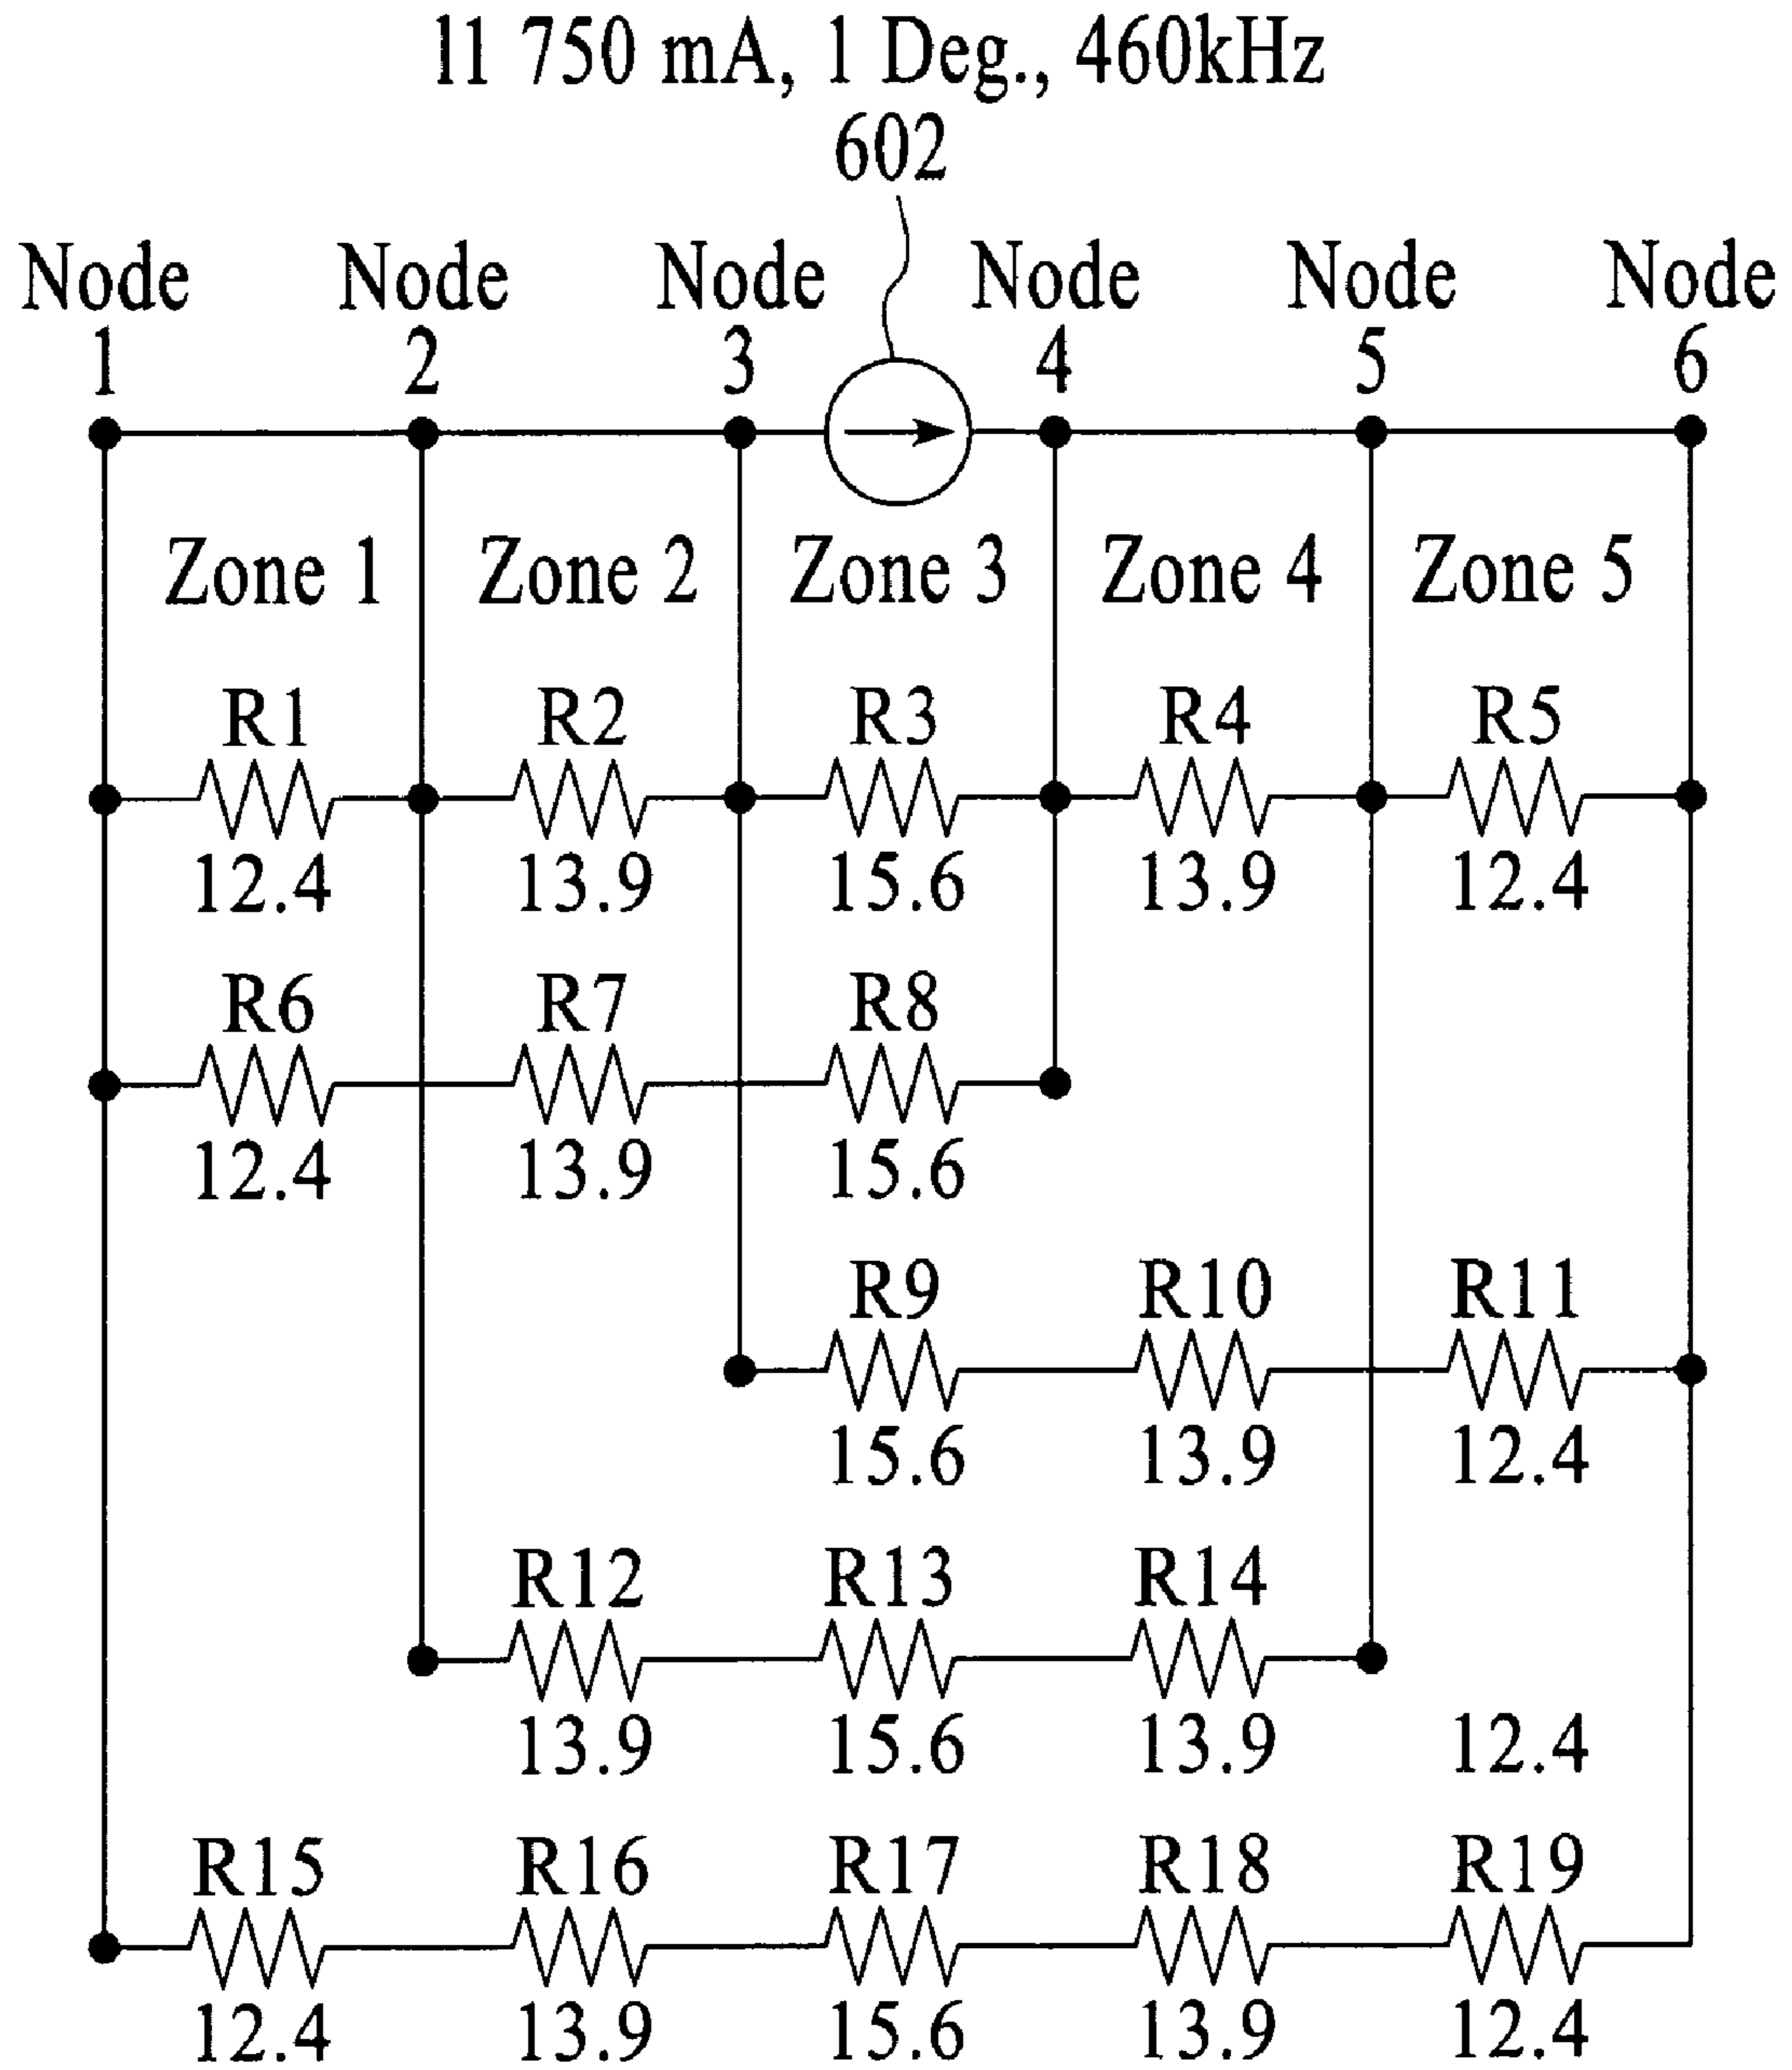 11 750 mA, 1 Deg., 460kHz
602
Node Node Node Node Node Node
1 2 3 4 5 6
Zone 1 Zone 2 Zone 3 Zone 4 Zone 5
R1 R2 R3 R4 R5
12.4 13.9 15.6 13.9 12.4
R6 R7 R8
12.4 13.9 15.6
R9 R10 R11
15.6 13.9 12.4
R12 R13 R14
13.9 15.6 13.9 12.4
R15 R16 R17 R18 R19
12.4 13.9 15.6 13.9 12.4